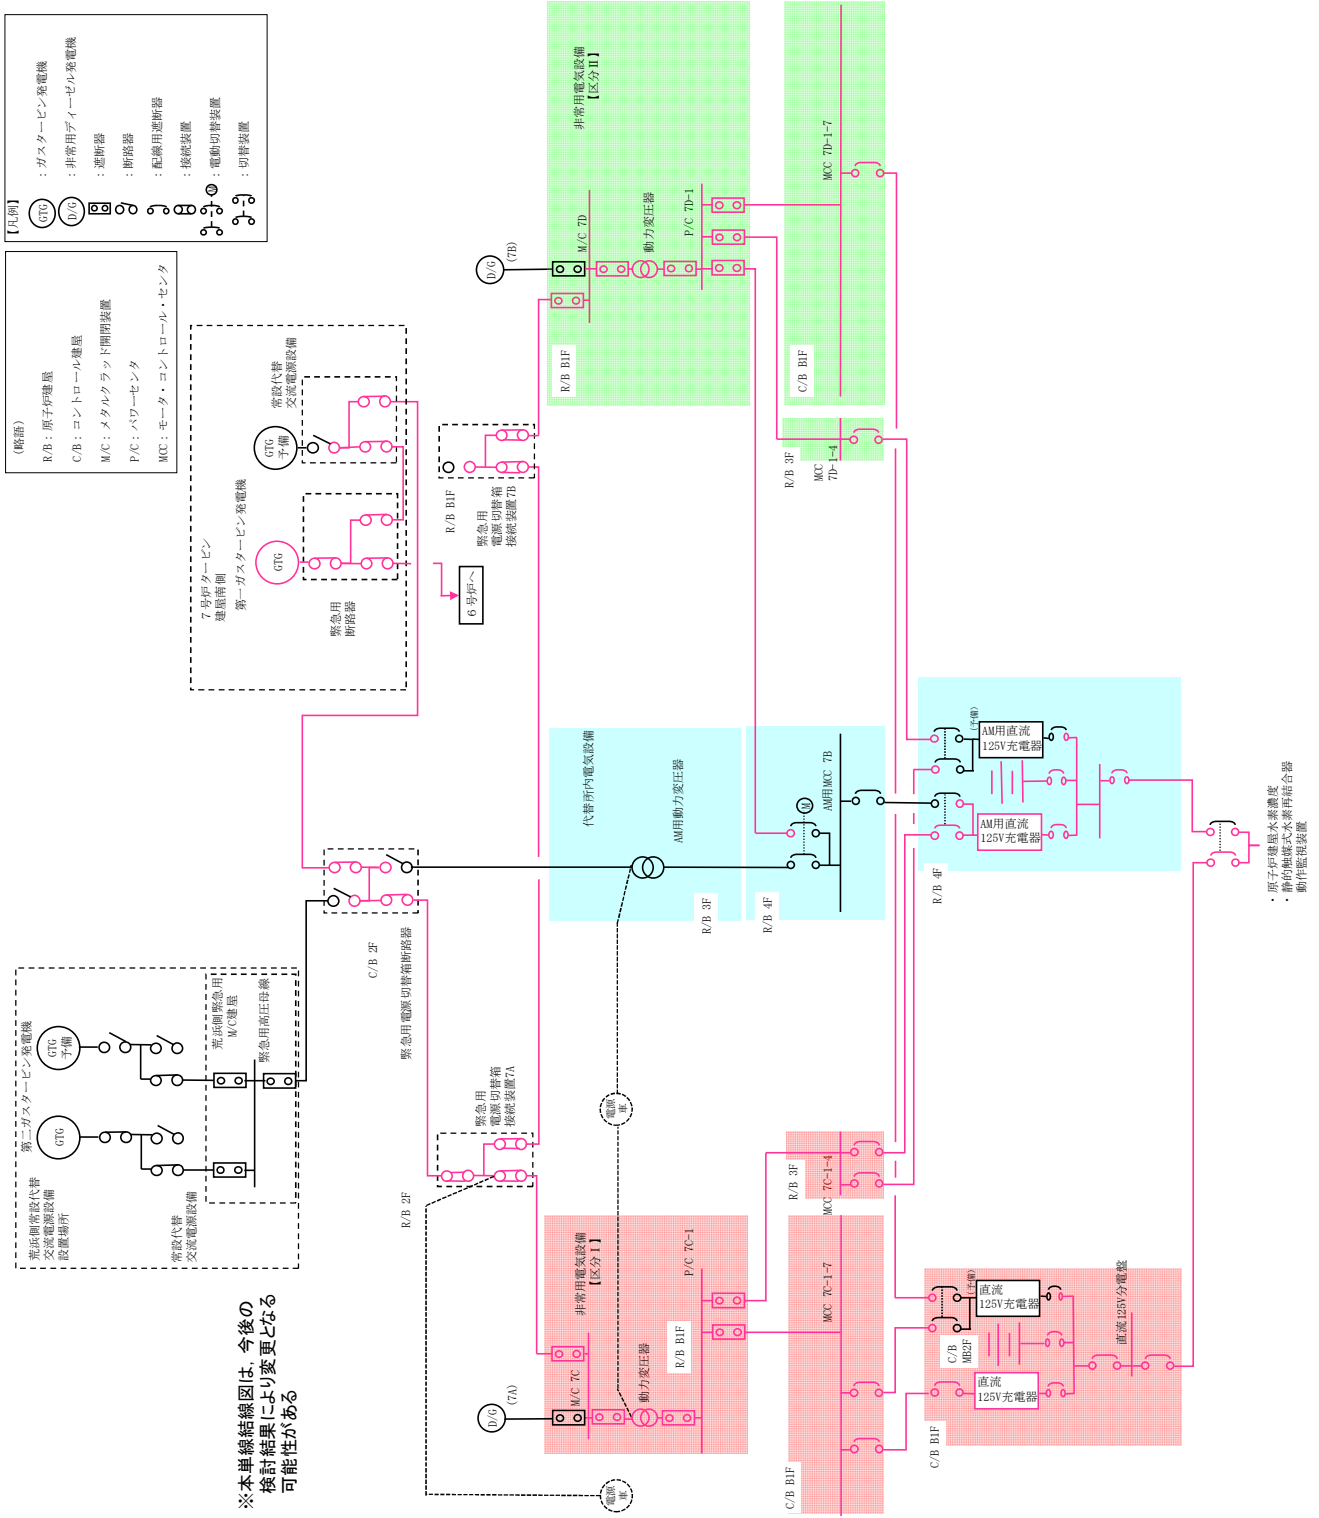 ※本単線結線図は，今後の
検討結果により変更となる
可能性がある
荒浜側常設代替
交流電源設備
設置場所
第二ガスタービン発電機
GTG
GTG
予備
常設代替
交流電源設備
荒浜側緊急用
M/C建屋
緊急用高圧母線
7号炉タービン
建屋南側
第一ガスタービン発電機
GTG
GTG
予備
常設代替
交流電源設備
緊急用
断路器
6号炉へ
(略語)
R/B：原子炉建屋
C/B：コントロール建屋
M/C：メタルクラッド開閉装置
P/C：パワーセンタ
MCC：モータ・コントロール・センタ
【凡例】
GTG ：ガスタービン発電機
D/G ：非常用ディーゼル発電機
：遮断器
：断路器
：配線用遮断器
：接続装置
M ：電動切替装置
：切替装置
C/B 2F
緊急用電源切替箱断路器
R/B 2F
緊急用
電源切替箱
接続装置7A
R/B B1F
緊急用
電源切替箱
接続装置7B
D/G
(7A)
D/G
(7B)
電源
車
電源
車
非常用電気設備
【区分Ⅰ】
M/C 7C
動力変圧器
P/C 7C-1
R/B B1F
代替所内電気設備
AM用動力変圧器
R/B 3F
非常用電気設備
【区分Ⅱ】
M/C 7D
動力変圧器
P/C 7D-1
R/B B1F
C/B B1F
MCC 7C-1-7
R/B 3F
MCC 7C-1-4
R/B 4F
M
AM用MCC 7B
R/B 3F
MCC
7D-1-4
C/B B1F
MCC 7D-1-7
C/B B1F
C/B
MB2F
直流
125V充電器
(予備)
直流
125V充電器
直流125V分電盤
R/B 4F
AM用直流
125V充電器
(予備)
AM用直流
125V充電器
・原子炉建屋水素濃度
・静的触媒式水素再結合器
動作監視装置